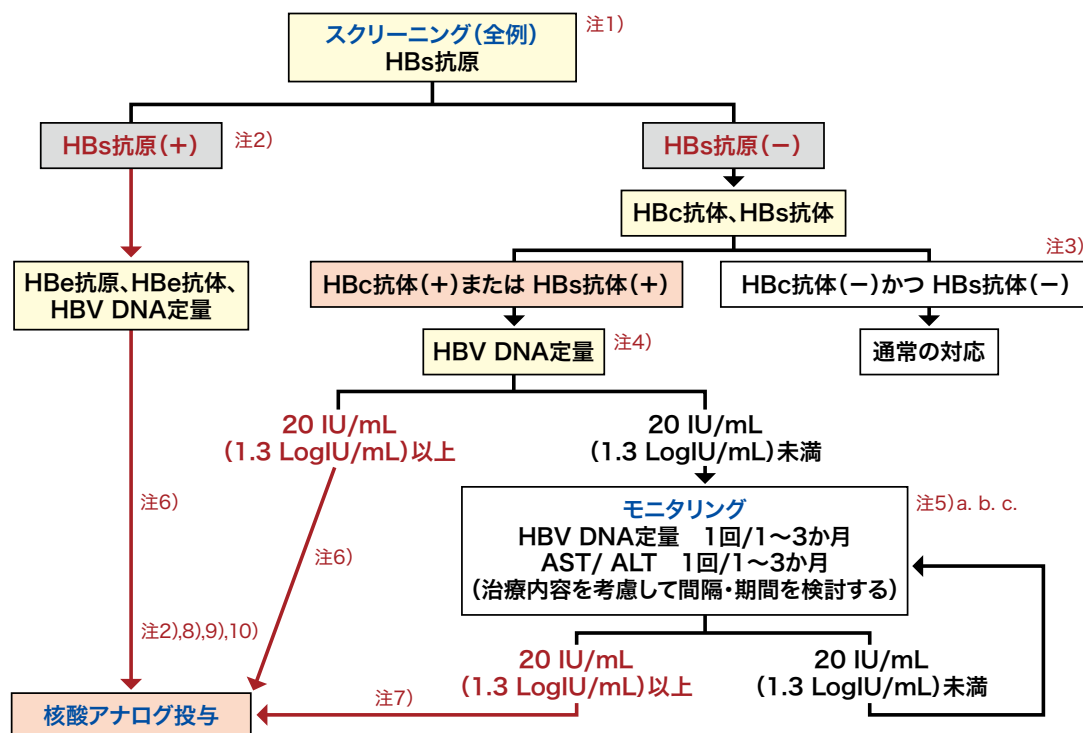 スクリーニング(全例)
HBs抗原
注1)
HBs抗原(+)
注2)
HBs抗原(−)
HBc抗体、HBs抗体
注3)
HBe抗原、HBe抗体、
HBV DNA定量
HBc抗体(+)または HBs抗体(+)
HBc抗体(−)かつ HBs抗体(−)
HBV DNA定量
注4)
通常の対応
20 IU/mL
(1.3 LogIU/mL)以上
20 IU/mL
(1.3 LogIU/mL)未満
注6)
注6)
モニタリング
HBV DNA定量 1回/1〜3か月
AST/ ALT 1回/1〜3か月
(治療内容を考慮して間隔・期間を検討する)
注5)a. b. c.
注2),8),9),10)
20 IU/mL
(1.3 LogIU/mL)以上
20 IU/mL
(1.3 LogIU/mL)未満
注7)
核酸アナログ投与